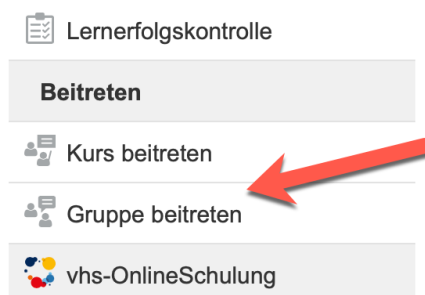 Lernerfolgskontrolle
Beitreten
Kurs beitreten
Gruppe beitreten
vhs-OnlineSchulung